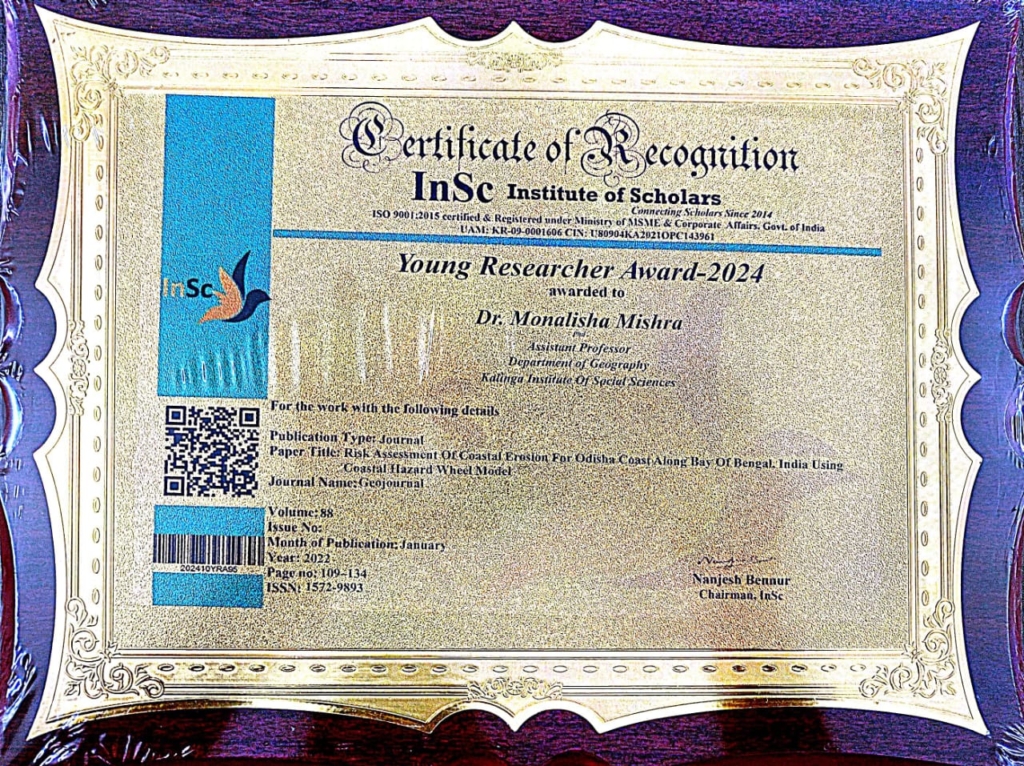 Certificate of Recognition
InSc Institute of Scholars
Connecting Scholars Since 2014
ISO 9001:2015 certified & Registered under Ministry of MSME & Corporate Affairs, Govt. of India
UAM: KR-09-0001606 CIN: U80904KA2021OPC143961
Young Researcher Award-2024
awarded to
InSc
Dr. Monalisha Mishra
Phd
Assistant Professor
Department of Geography
Kalinga Institute Of Social Sciences
For the work with the following details
Publication Type: Journal
Paper Title: Risk Assessment Of Coastal Erosion For Odisha Coast Along Bay Of Bengal, India Using
Coastal Hazard Wheel Model
Journal Name: Geojournal
Volume: 88
Issue No:
Month of Publication: January
Year: 2022
Page no: 109-134
ISSN: 1572-9893
202410YRA95
Nanjesh Bennur
Chairman, InSc